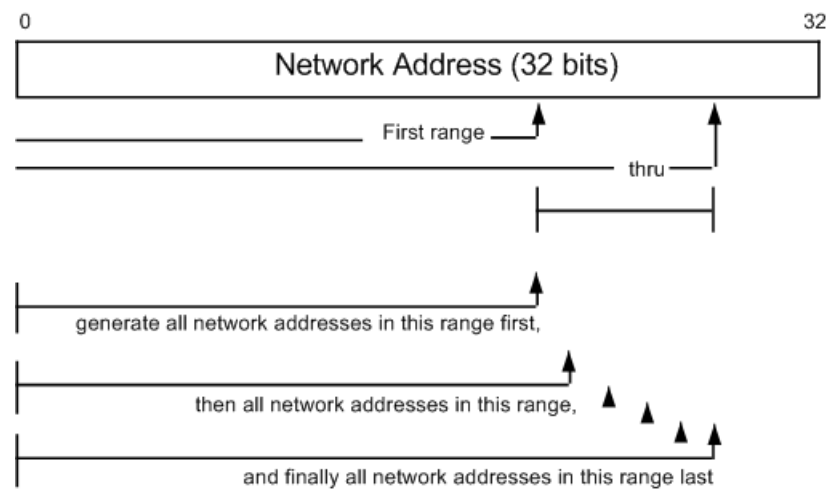 0 32
Network Address (32 bits)
First range
thru
generate all network addresses in this range first,
then all network addresses in this range,
and finally all network addresses in this range last